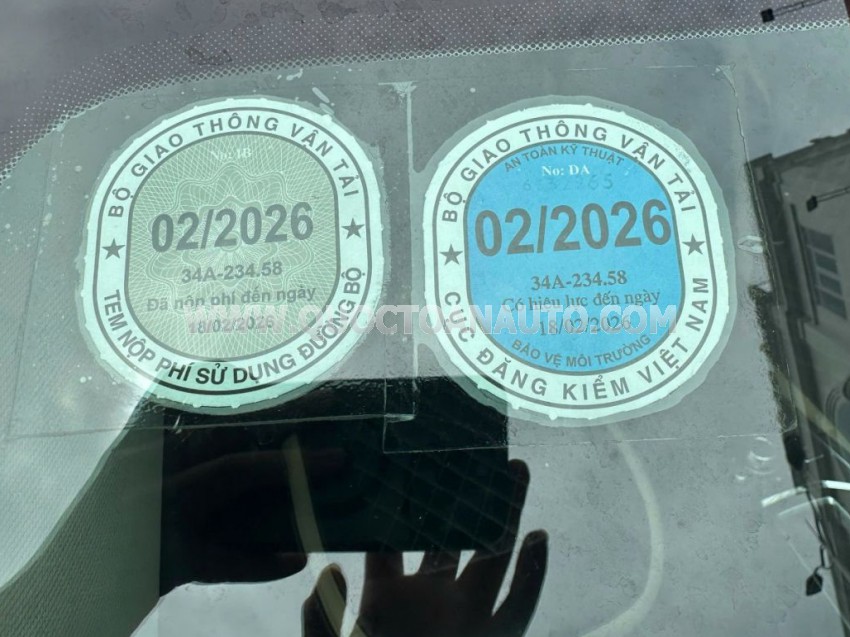 BỘ GIAO THÔNG VẬN TẢI
No: 1B
02/2026
34A-234.58
Đã nộp phí đến ngày
18/02/2026
TEM NỘP PHÍ SỬ DỤNG ĐƯỜNG BỘ
BỘ GIAO THÔNG VẬN TẢI
AN TOÀN KỸ THUẬT
No: DA
02/2026
34A-234.58
Có hiệu lực đến ngày
18/02/2026
BẢO VỆ MÔI TRƯỜNG
CỤC ĐĂNG KIỂM VIỆT NAM
WWW.CHOCTOANAUTO.COM